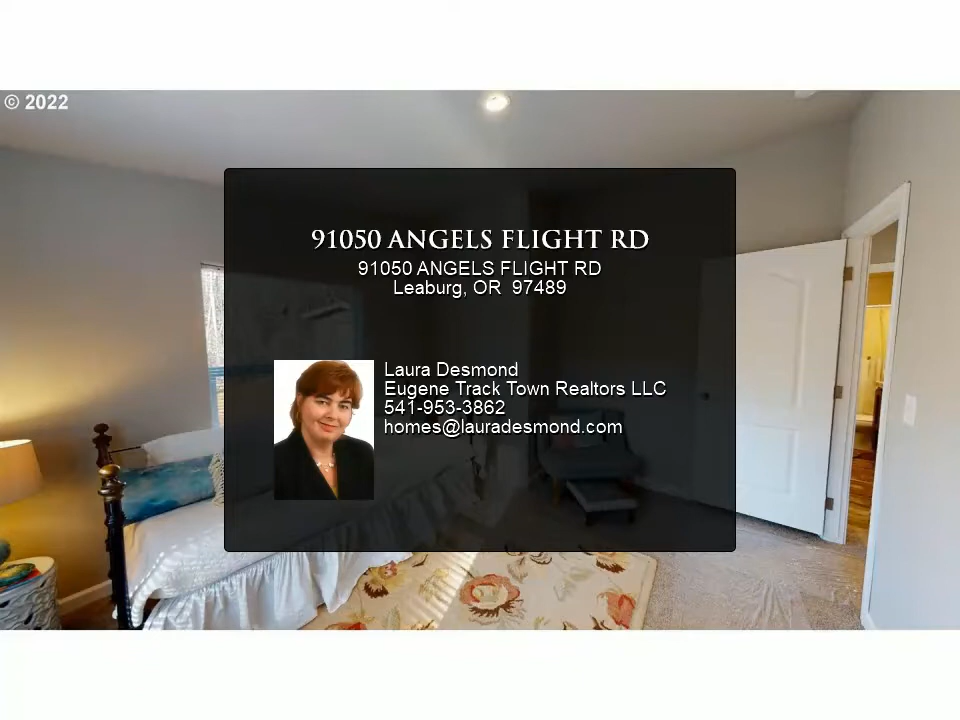 © 2022
91050 ANGELS FLIGHT RD
91050 ANGELS FLIGHT RD
Leaburg, OR 97489
Laura Desmond
Eugene Track Town Realtors LLC
541-953-3862
homes@lauradesmond.com